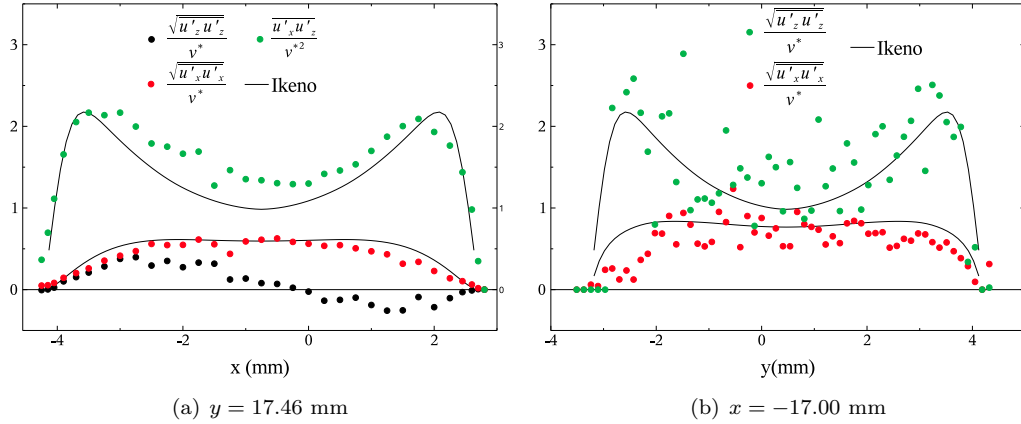 √(u'_z u'_z) / v*
u'_x u'_z / v*2
√(u'_x u'_x) / v*
Ikeno
3
2
1
0
3
2
1
0
-4
-2
0
2
x (mm)
(a) y = 17.46 mm
√(u'_z u'_z) / v*
Ikeno
√(u'_x u'_x) / v*
3
2
1
0
-4
-2
0
2
4
y(mm)
(b) x = −17.00 mm